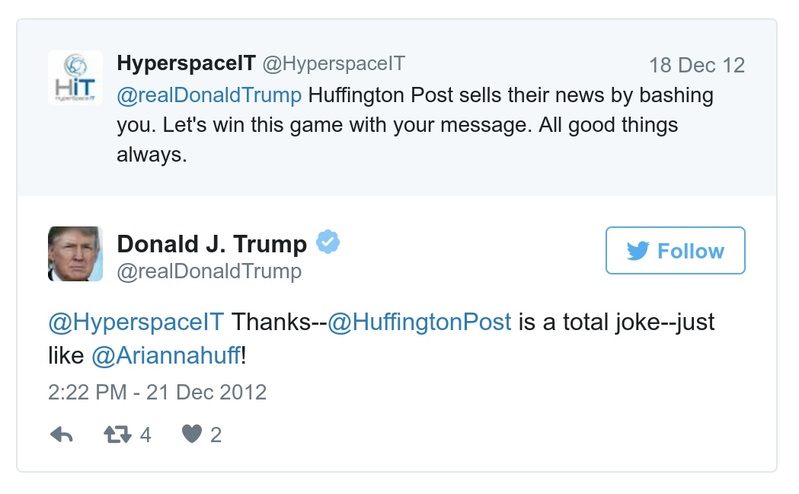 HyperspaceIT @HyperspaceIT 18 Dec 12
HiT
@realDonaldTrump Huffington Post sells their news by bashing
you. Let's win this game with your message. All good things
always.
Donald J. Trump
@realDonaldTrump
Follow
@HyperspaceIT Thanks--@HuffingtonPost is a total joke--just
like @Ariannahuff!
2:22 PM - 21 Dec 2012
4 2